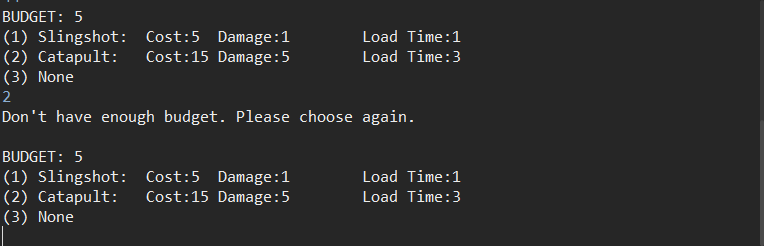 BUDGET: 5
(1) Slingshot:  Cost:5  Damage:1        Load Time:1
(2) Catapult:   Cost:15 Damage:5        Load Time:3
(3) None
2
Don't have enough budget. Please choose again.

BUDGET: 5
(1) Slingshot:  Cost:5  Damage:1        Load Time:1
(2) Catapult:   Cost:15 Damage:5        Load Time:3
(3) None